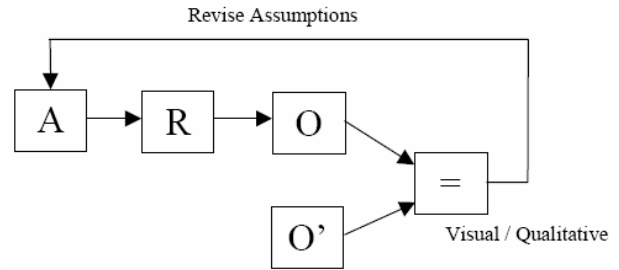 Revise Assumptions
A R O
=
O’
Visual / Qualitative